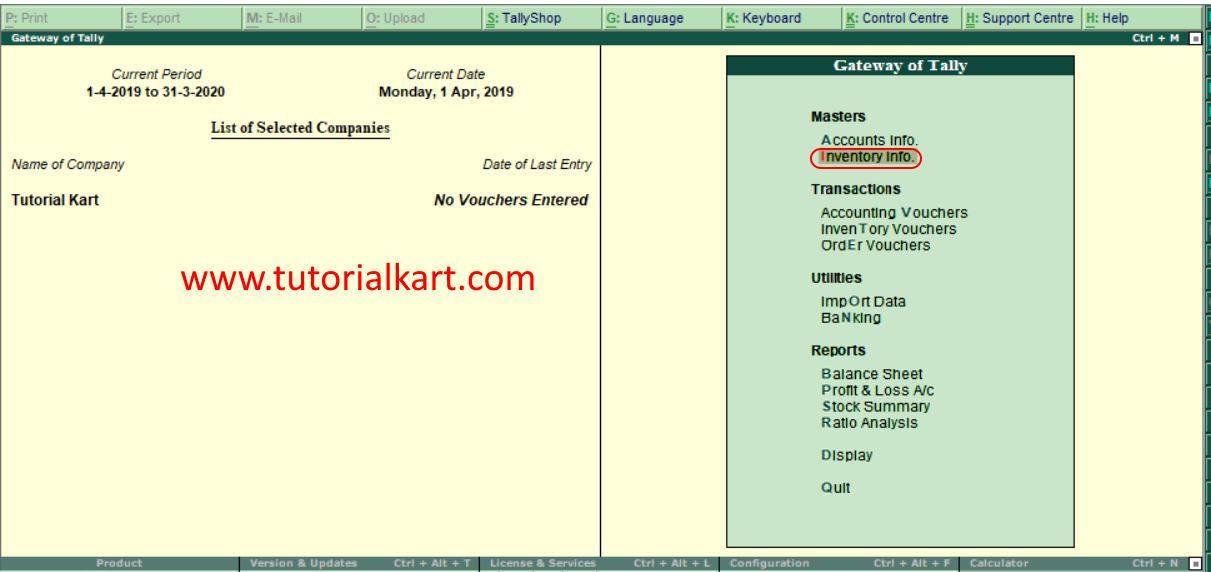 P: Print E: Export M: E-Mail O: Upload S: TallyShop G: Language K: Keyboard K: Control Centre H: Support Centre H: Help
Gateway of Tally Ctrl + M
Current Period Current Date
1-4-2019 to 31-3-2020 Monday, 1 Apr, 2019
List of Selected Companies
Name of Company Date of Last Entry
Tutorial Kart No Vouchers Entered
www.tutorialkart.com
Gateway of Tally
Masters
Accounts Info.
Inventory Info.
Transactions
Accounting Vouchers
InvenTory Vouchers
OrdEr Vouchers
Utilities
ImpOrt Data
BaNking
Reports
Balance Sheet
Profit & Loss A/c
Stock Summary
Ratio Analysis
Display
Quit
Product Version & Updates Ctrl + Alt + T License & Services Ctrl + Alt + L Configuration Ctrl + Alt + F Calculator Ctrl + N